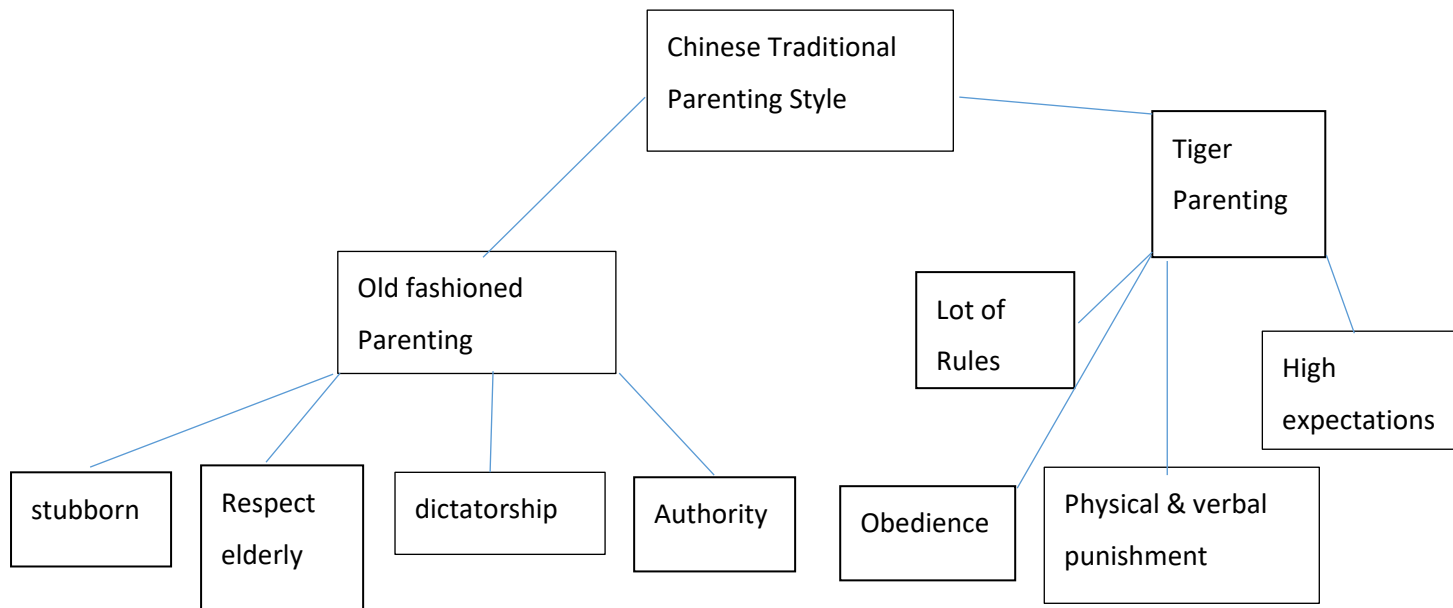 Chinese Traditional
Parenting Style
Tiger
Parenting
Old fashioned
Parenting
Lot of
Rules
High
expectations
stubborn
Respect
elderly
dictatorship
Authority
Obedience
Physical & verbal
punishment